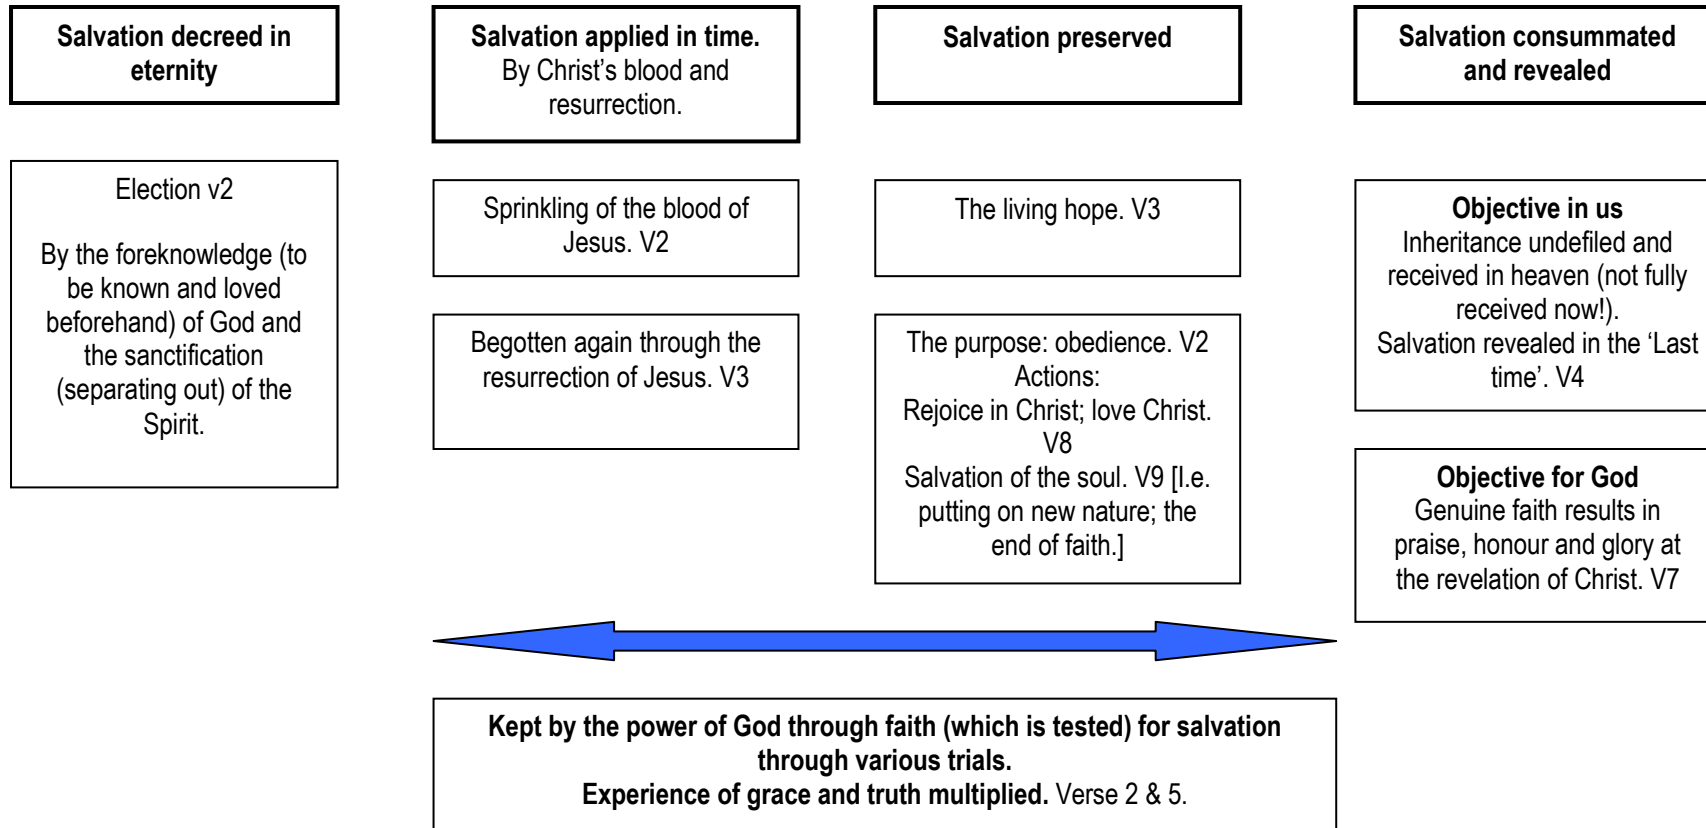 Salvation decreed in
eternity
Salvation applied in time.
By Christ’s blood and
resurrection.
Salvation preserved
Salvation consummated
and revealed
Election v2
By the foreknowledge (to
be known and loved
beforehand) of God and
the sanctification
(separating out) of the
Spirit.
Sprinkling of the blood of
Jesus. V2
Begotten again through the
resurrection of Jesus. V3
The living hope. V3
The purpose: obedience. V2
Actions:
Rejoice in Christ; love Christ.
V8
Salvation of the soul. V9 [I.e.
putting on new nature; the
end of faith.]
Objective in us
Inheritance undefiled and
received in heaven (not fully
received now!).
Salvation revealed in the ‘Last
time’. V4
Objective for God
Genuine faith results in
praise, honour and glory at
the revelation of Christ. V7
Kept by the power of God through faith (which is tested) for salvation
through various trials.
Experience of grace and truth multiplied. Verse 2 & 5.